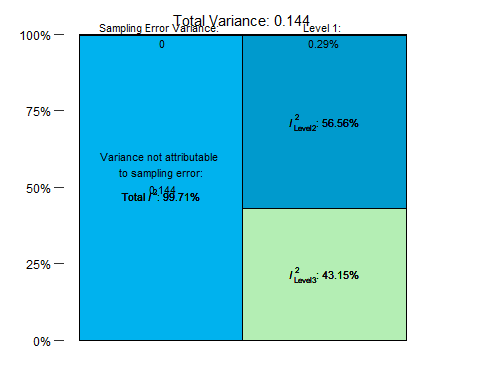 Total Variance: 0.144
Sampling Error Variance:
0
Level 1:
0.29%
100%
75%
50%
25%
0%
Variance not attributable
to sampling error:
0.144
Total I²: 99.71%
I²Level2: 56.56%
I²Level3: 43.15%